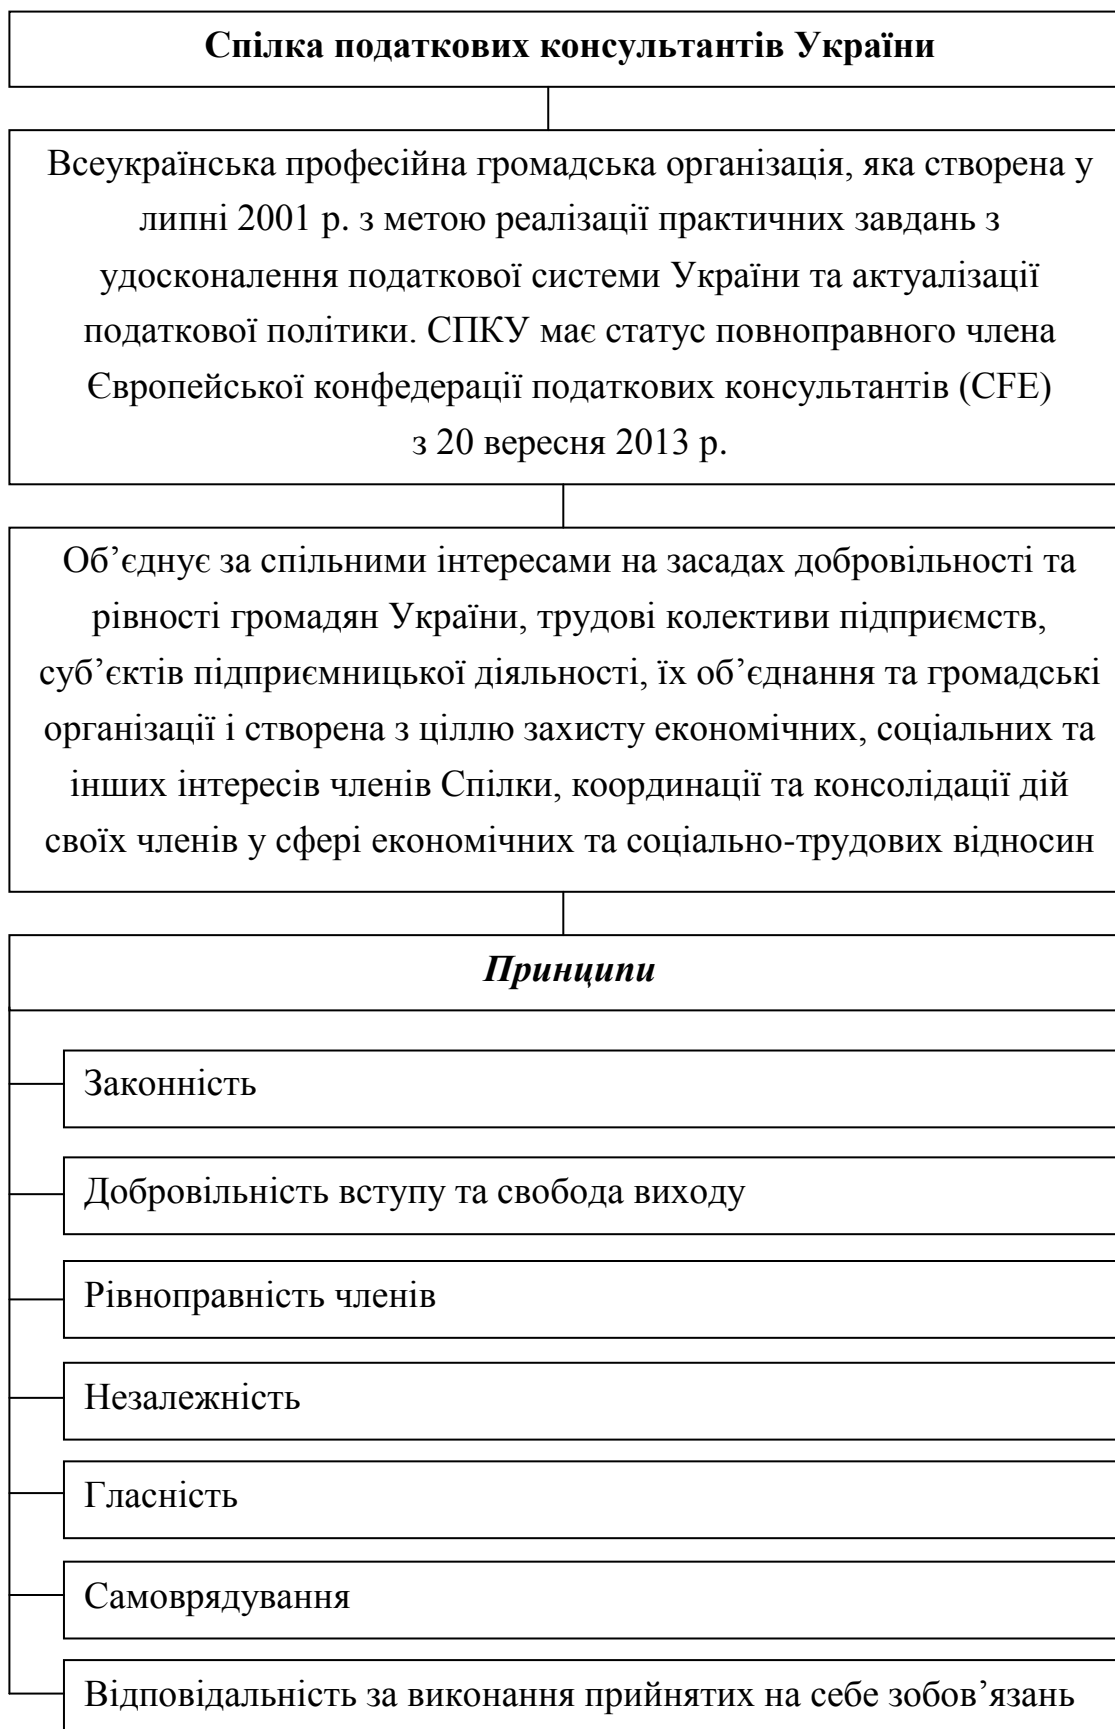 Спілка податкових консультантів України
Всеукраїнська професійна громадська організація, яка створена у
липні 2001 р. з метою реалізації практичних завдань з
удосконалення податкової системи України та актуалізації
податкової політики. СПКУ має статус повноправного члена
Європейської конфедерації податкових консультантів (CFE)
з 20 вересня 2013 р.
Об’єднує за спільними інтересами на засадах добровільності та
рівності громадян України, трудові колективи підприємств,
суб’єктів підприємницької діяльності, їх об’єднання та громадські
організації і створена з ціллю захисту економічних, соціальних та
інших інтересів членів Спілки, координації та консолідації дій
своїх членів у сфері економічних та соціально-трудових відносин
Принципи
Законність
Добровільність вступу та свобода виходу
Рівноправність членів
Незалежність
Гласність
Самоврядування
Відповідальність за виконання прийнятих на себе зобов’язань